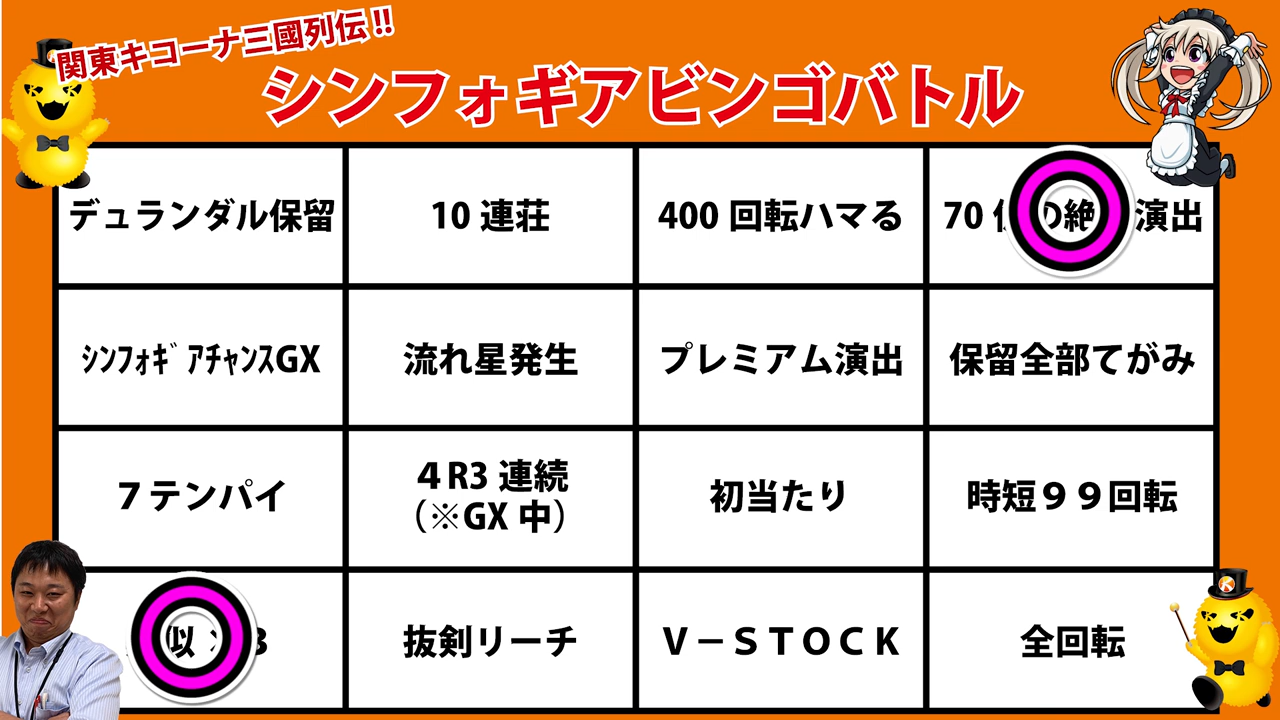 関東キコーナ三國列伝!!
シンフォギアビンゴバトル
デュランダル保留
10連荘
400回転ハマる
70 の絶 演出
ｼﾝﾌｫｷﾞｱﾁｬﾝｽGX
流れ星発生
プレミアム演出
保留全部てがみ
７テンパイ
４R3連続
（※GX中）
初当たり
時短９９回転
似
抜剣リーチ
Ｖ－ＳＴＯＣＫ
全回転